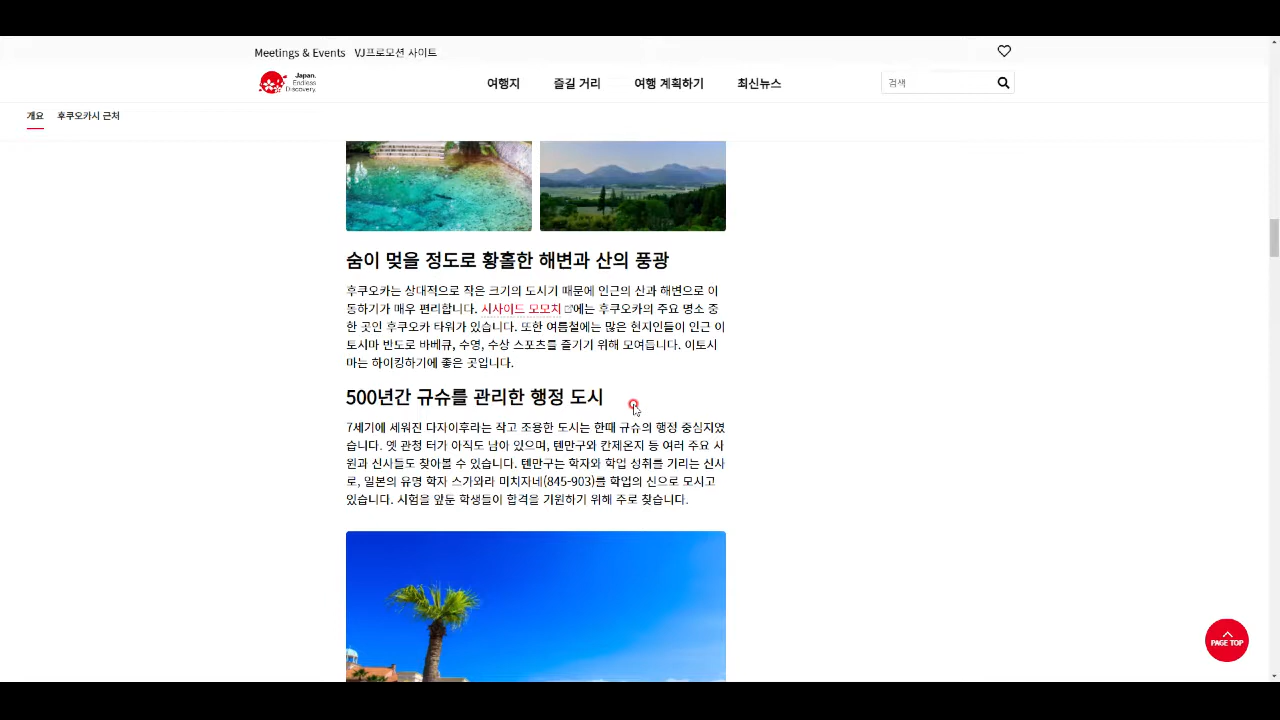 Meetings & Events VJ프로모션 사이트
Japan.
Endless
Discovery.
여행지 즐길 거리 여행 계획하기 최신뉴스 검색
개요 후쿠오카시 근처
숨이 멎을 정도로 황홀한 해변과 산의 풍광
후쿠오카는 상대적으로 작은 크기의 도시기 때문에 인근의 산과 해변으로 이
동하기가 매우 편리합니다. 시사이드 모모치에는 후쿠오카의 주요 명소 중
한 곳인 후쿠오카 타워가 있습니다. 또한 여름철에는 많은 현지인들이 인근 이
토시마 반도로 바베큐, 수영, 수상 스포츠를 즐기기 위해 모여듭니다. 이토시
마는 하이킹하기에 좋은 곳입니다.
500년간 규슈를 관리한 행정 도시
7세기에 세워진 다자이후라는 작고 조용한 도시는 한때 규슈의 행정 중심지였
습니다. 옛 관청 터가 아직도 남아 있으며, 텐만구와 칸제온지 등 여러 주요 사
원과 신사들도 찾아볼 수 있습니다. 텐만구는 학자와 학업 성취를 기리는 신사
로, 일본의 유명 학자 스가와라 미치자네(845-903)를 학업의 신으로 모시고
있습니다. 시험을 앞둔 학생들이 합격을 기원하기 위해 주로 찾습니다.
PAGE TOP